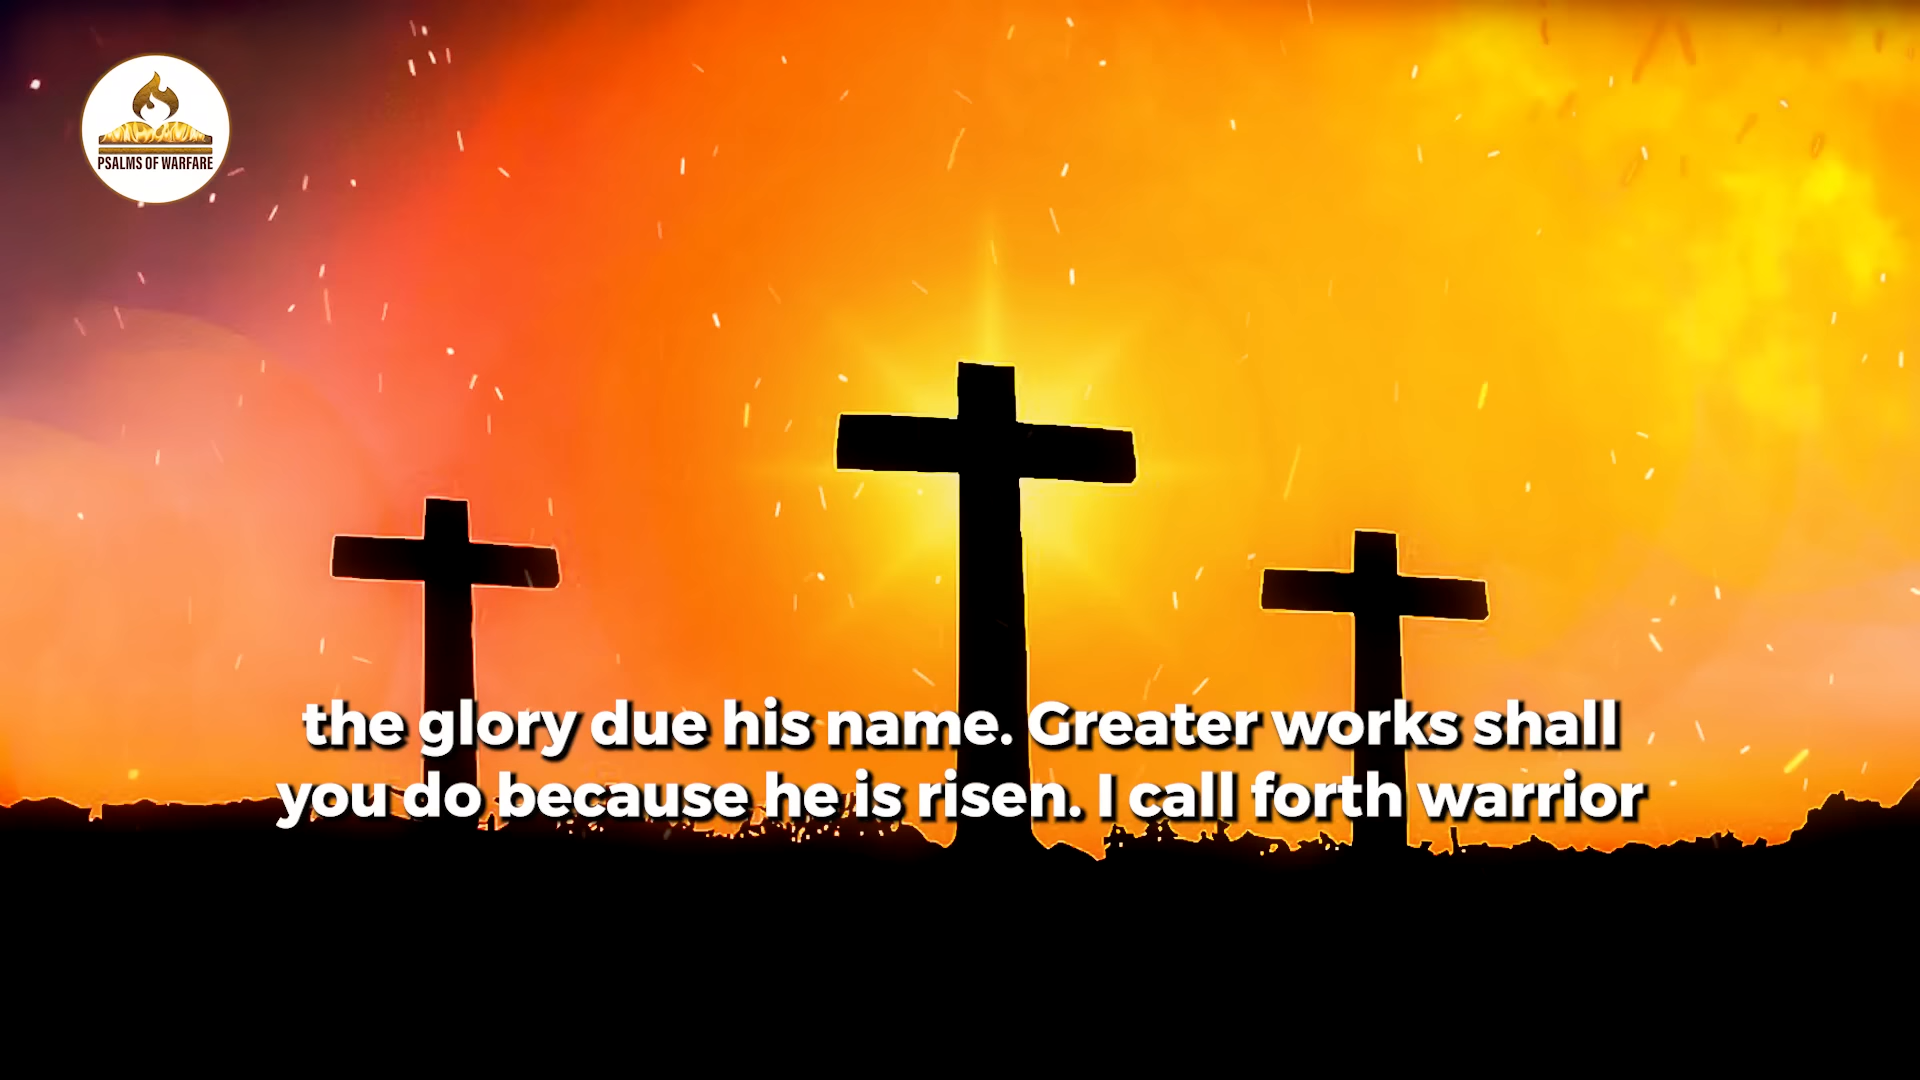 PSALMS OF WARFARE
the glory due his name. Greater works shall
you do because he is risen. I call forth warrior